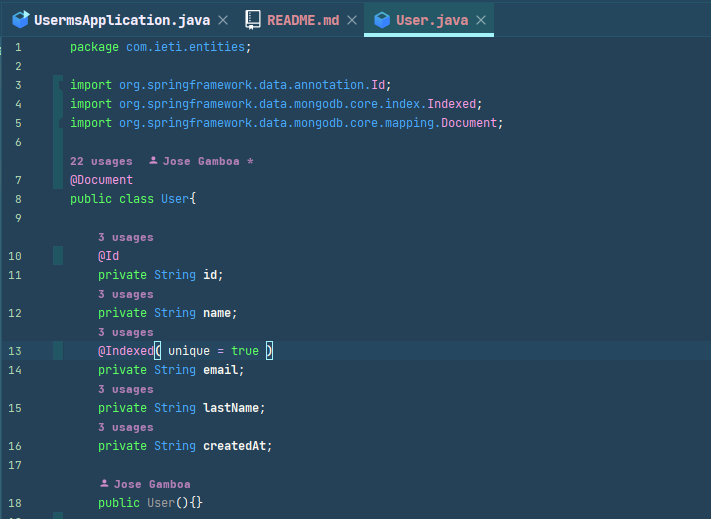 UsermsApplication.java × README.md × User.java ×
1 package com.ieti.entities;
2
3 import org.springframework.data.annotation.Id;
4 import org.springframework.data.mongodb.core.index.Indexed;
5 import org.springframework.data.mongodb.core.mapping.Document;
6
22 usages Jose Gamboa *
7 @Document
8 public class User{
9
3 usages
10 @Id
11 private String id;
3 usages
12 private String name;
3 usages
13 @Indexed( unique = true )
14 private String email;
3 usages
15 private String lastName;
3 usages
16 private String createdAt;
17
Jose Gamboa
18 public User(){}